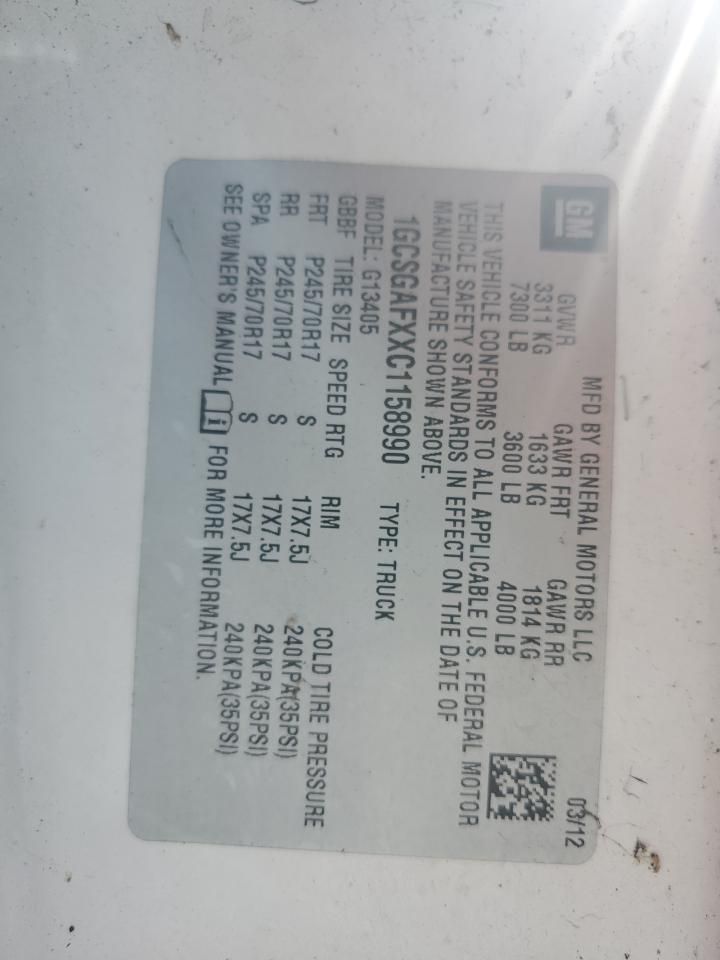 GM
MFD BY GENERAL MOTORS LLC 03/12
GVWR GAWR FRT GAWR RR
3311 KG 1633 KG 1814 KG
7300 LB 3600 LB 4000 LB
THIS VEHICLE CONFORMS TO ALL APPLICABLE U.S. FEDERAL MOTOR
VEHICLE SAFETY STANDARDS IN EFFECT ON THE DATE OF
MANUFACTURE SHOWN ABOVE.
1GCSGAFXXC1158990 TYPE: TRUCK
MODEL: G13405
GBBF TIRE SIZE SPEED RTG RIM COLD TIRE PRESSURE
FRT P245/70R17 S 17X7.5J 240KPA(35PSI)
RR P245/70R17 S 17X7.5J 240KPA(35PSI)
SPA P245/70R17 S 17X7.5J 240KPA(35PSI)
SEE OWNER'S MANUAL i FOR MORE INFORMATION.